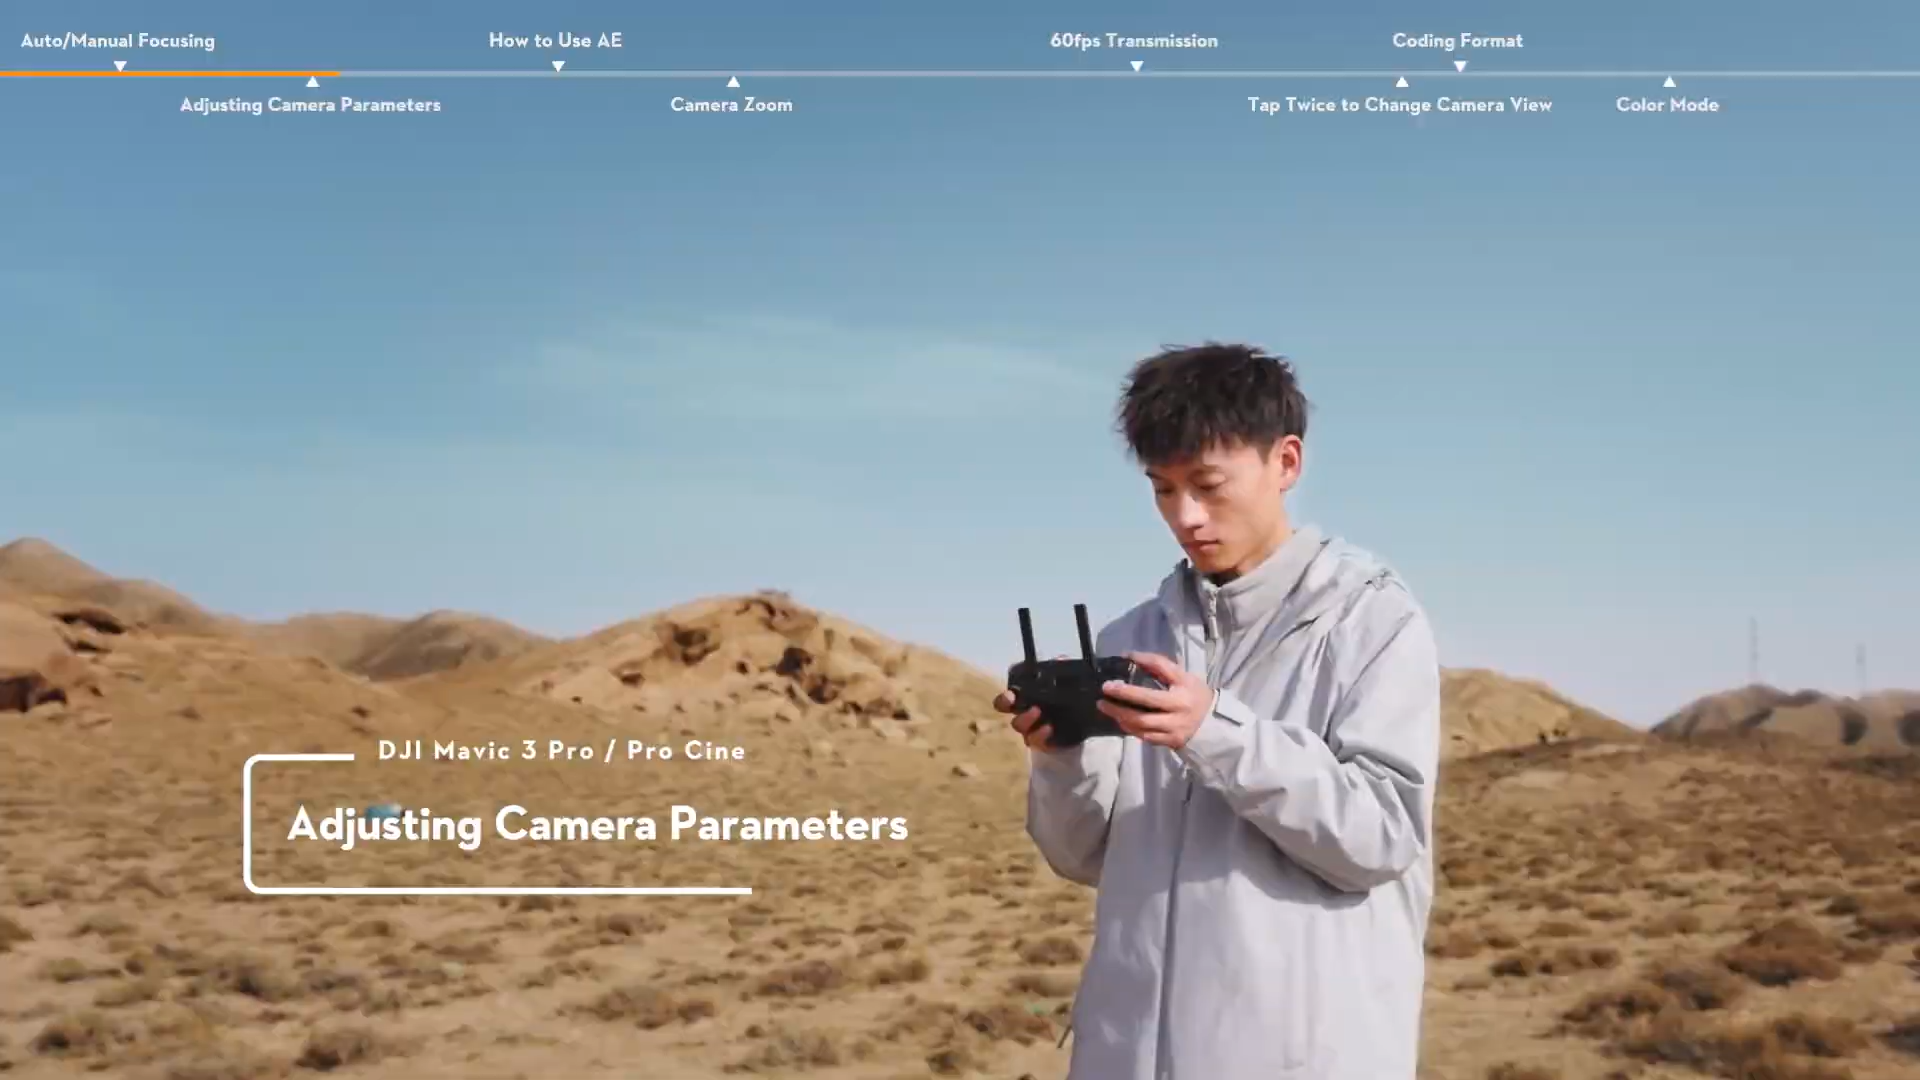 Auto/Manual Focusing
How to Use AE
60fps Transmission
Coding Format
Adjusting Camera Parameters
Camera Zoom
Tap Twice to Change Camera View
Color Mode
DJI Mavic 3 Pro / Pro Cine
Adjusting Camera Parameters